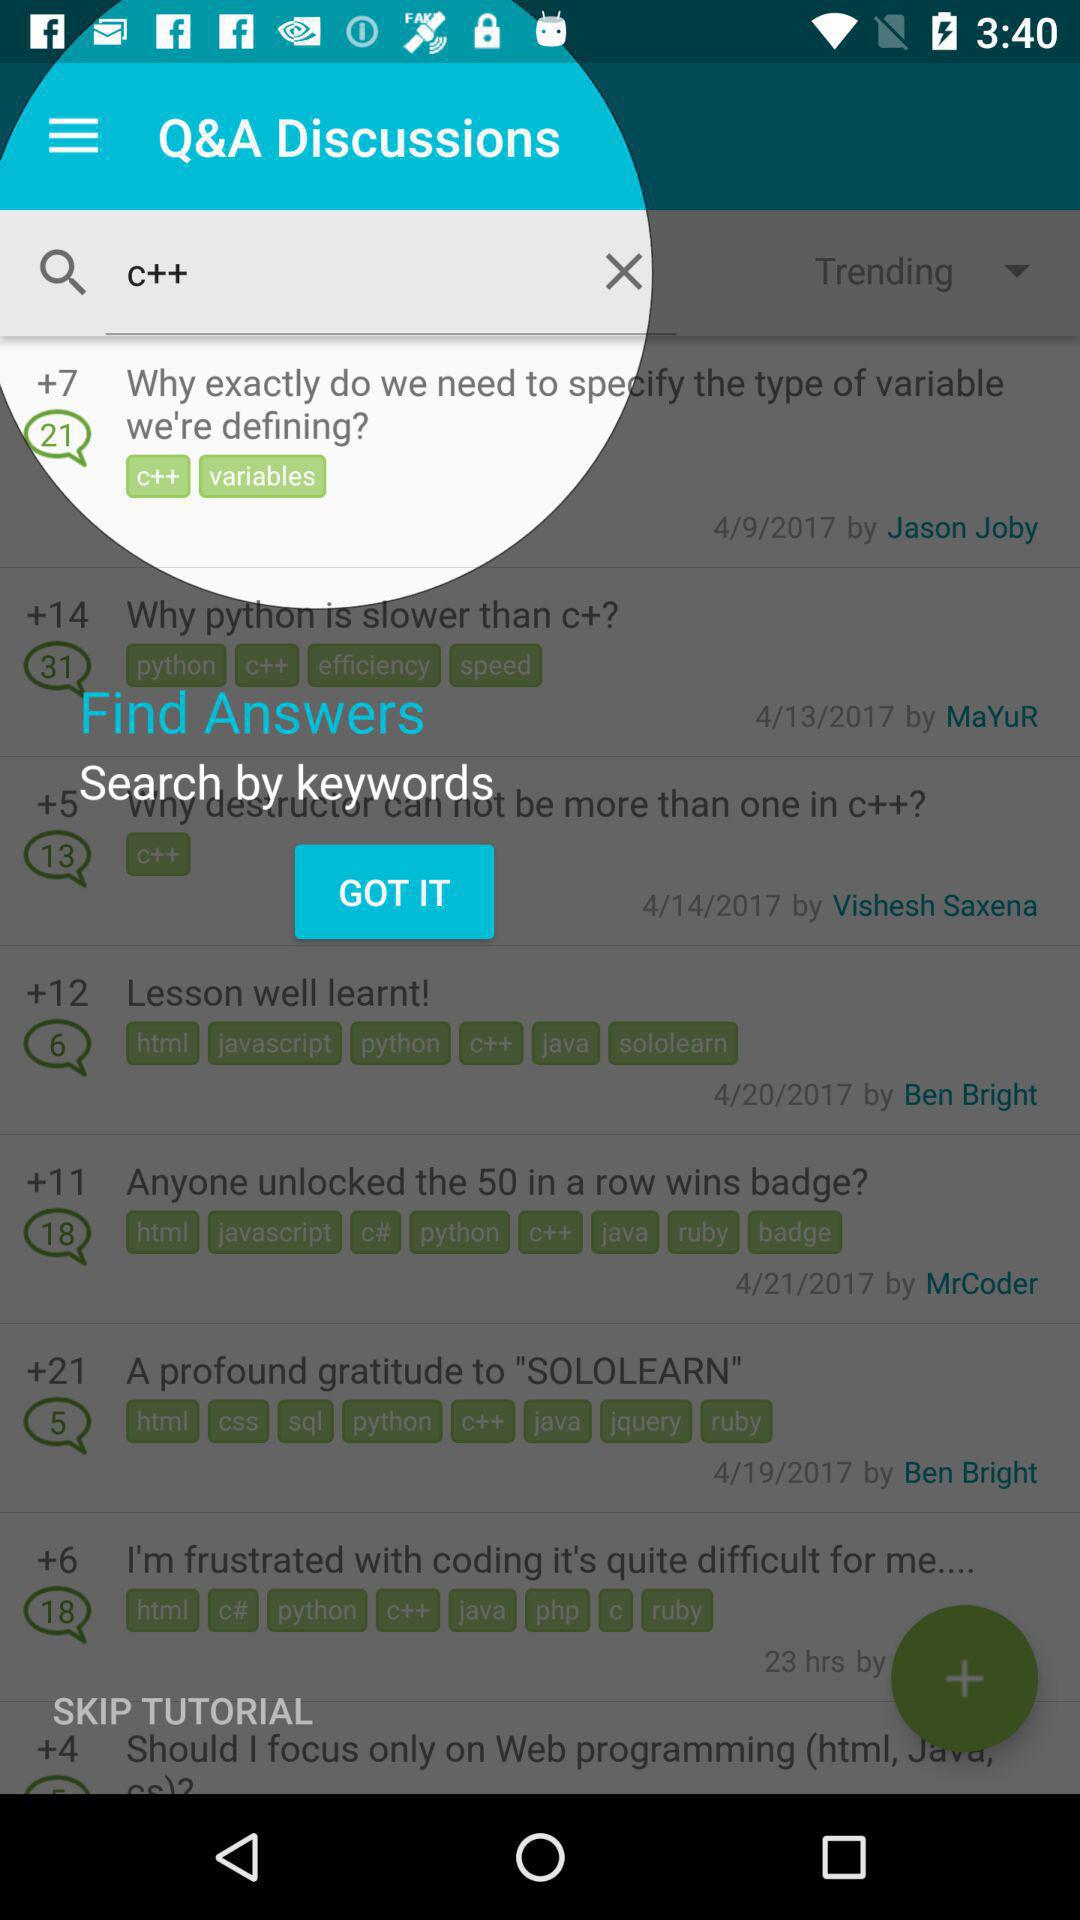 FAKE
3:40
Q&A Discussions
c++
Trending
+7
Why exactly do we need to specify the type of variable
we're defining?
21
c++ variables
4/9/2017 by Jason Joby
+14
Why python is slower than c+?
31
python c++ efficiency speed
Find Answers
4/13/2017 by MaYuR
Search by keywords
+5
Why destructor can not be more than one in c++?
13
c++
GOT IT
4/14/2017 by Vishesh Saxena
+12
Lesson well learnt!
6
html javascript python c++ java sololearn
4/20/2017 by Ben Bright
+11
Anyone unlocked the 50 in a row wins badge?
18
html javascript c# python c++ java ruby badge
4/21/2017 by MrCoder
+21
A profound gratitude to "SOLOLEARN"
5
html css sql python c++ java jquery ruby
4/19/2017 by Ben Bright
+6
I'm frustrated with coding it's quite difficult for me....
18
html c# python c++ java php c ruby
23 hrs by
+
SKIP TUTORIAL
+4
Should I focus only on Web programming (html, Java,
cs)?
5